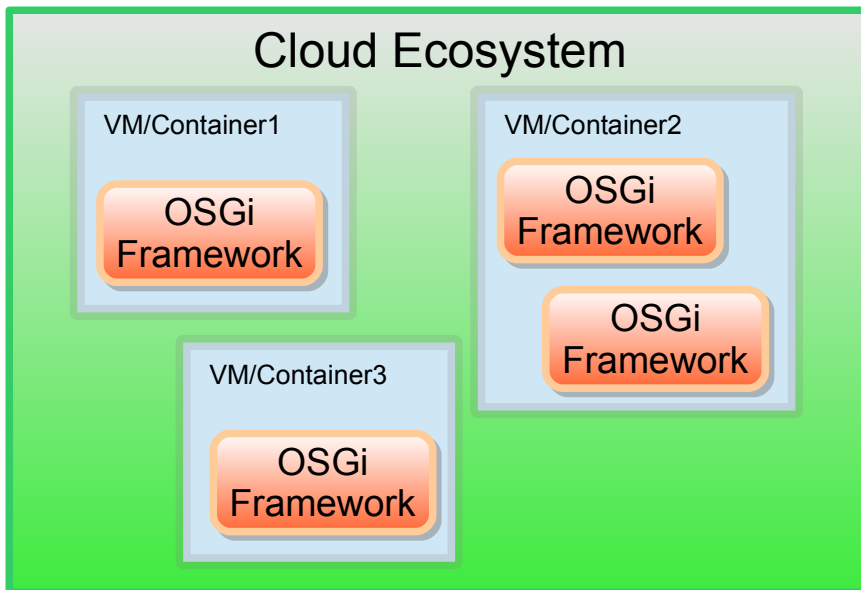 Cloud Ecosystem
VM/Container1
OSGi
Framework
VM/Container2
OSGi
Framework
OSGi
Framework
VM/Container3
OSGi
Framework